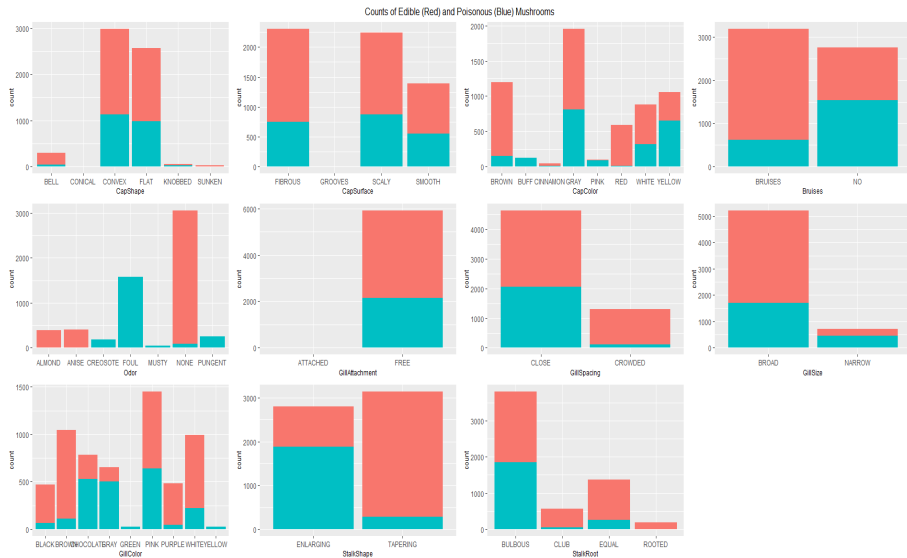 Counts of Edible (Red) and Poisonous (Blue) Mushrooms
count
3000
2000
1000
0
BELL CONICAL CONVEX FLAT KNOBBED SUNKEN
CapShape
count
2000
1500
1000
500
0
FIBROUS GROOVES SCALY SMOOTH
CapSurface
count
2000
1500
1000
500
0
BROWN BUFF CINNAMON GRAY PINK RED WHITE YELLOW
CapColor
count
3000
2000
1000
0
BRUISES NO
Bruises
count
3000
2000
1000
0
ALMOND ANISE CREOSOTE FOUL MUSTY NONE PUNGENT
Odor
count
6000
4000
2000
0
ATTACHED FREE
GillAttachment
count
4000
3000
2000
1000
0
CLOSE CROWDED
GillSpacing
count
5000
4000
3000
2000
1000
0
BROAD NARROW
GillSize
count
1500
1000
500
0
BLACK BROWN CHOCOLATE GRAY GREEN PINK PURPLE WHITE YELLOW
GillColor
count
3000
2000
1000
0
ENLARGING TAPERING
StalkShape
count
3000
2000
1000
0
BULBOUS CLUB EQUAL ROOTED
StalkRoot